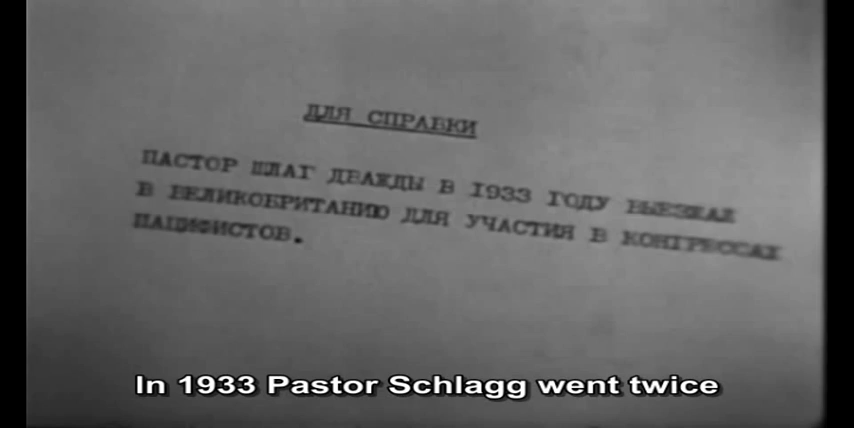 ДЛЯ СПРАВКИ
ПАСТОР ШЛАГ ДВАЖДЫ В 1933 ГОДУ ВЫЕЗЖАЛ
В ВЕЛИКОБРИТАНИЮ ДЛЯ УЧАСТИЯ В КОНГРЕССАХ
ПАЦИФИСТОВ.
In 1933 Pastor Schlagg went twice